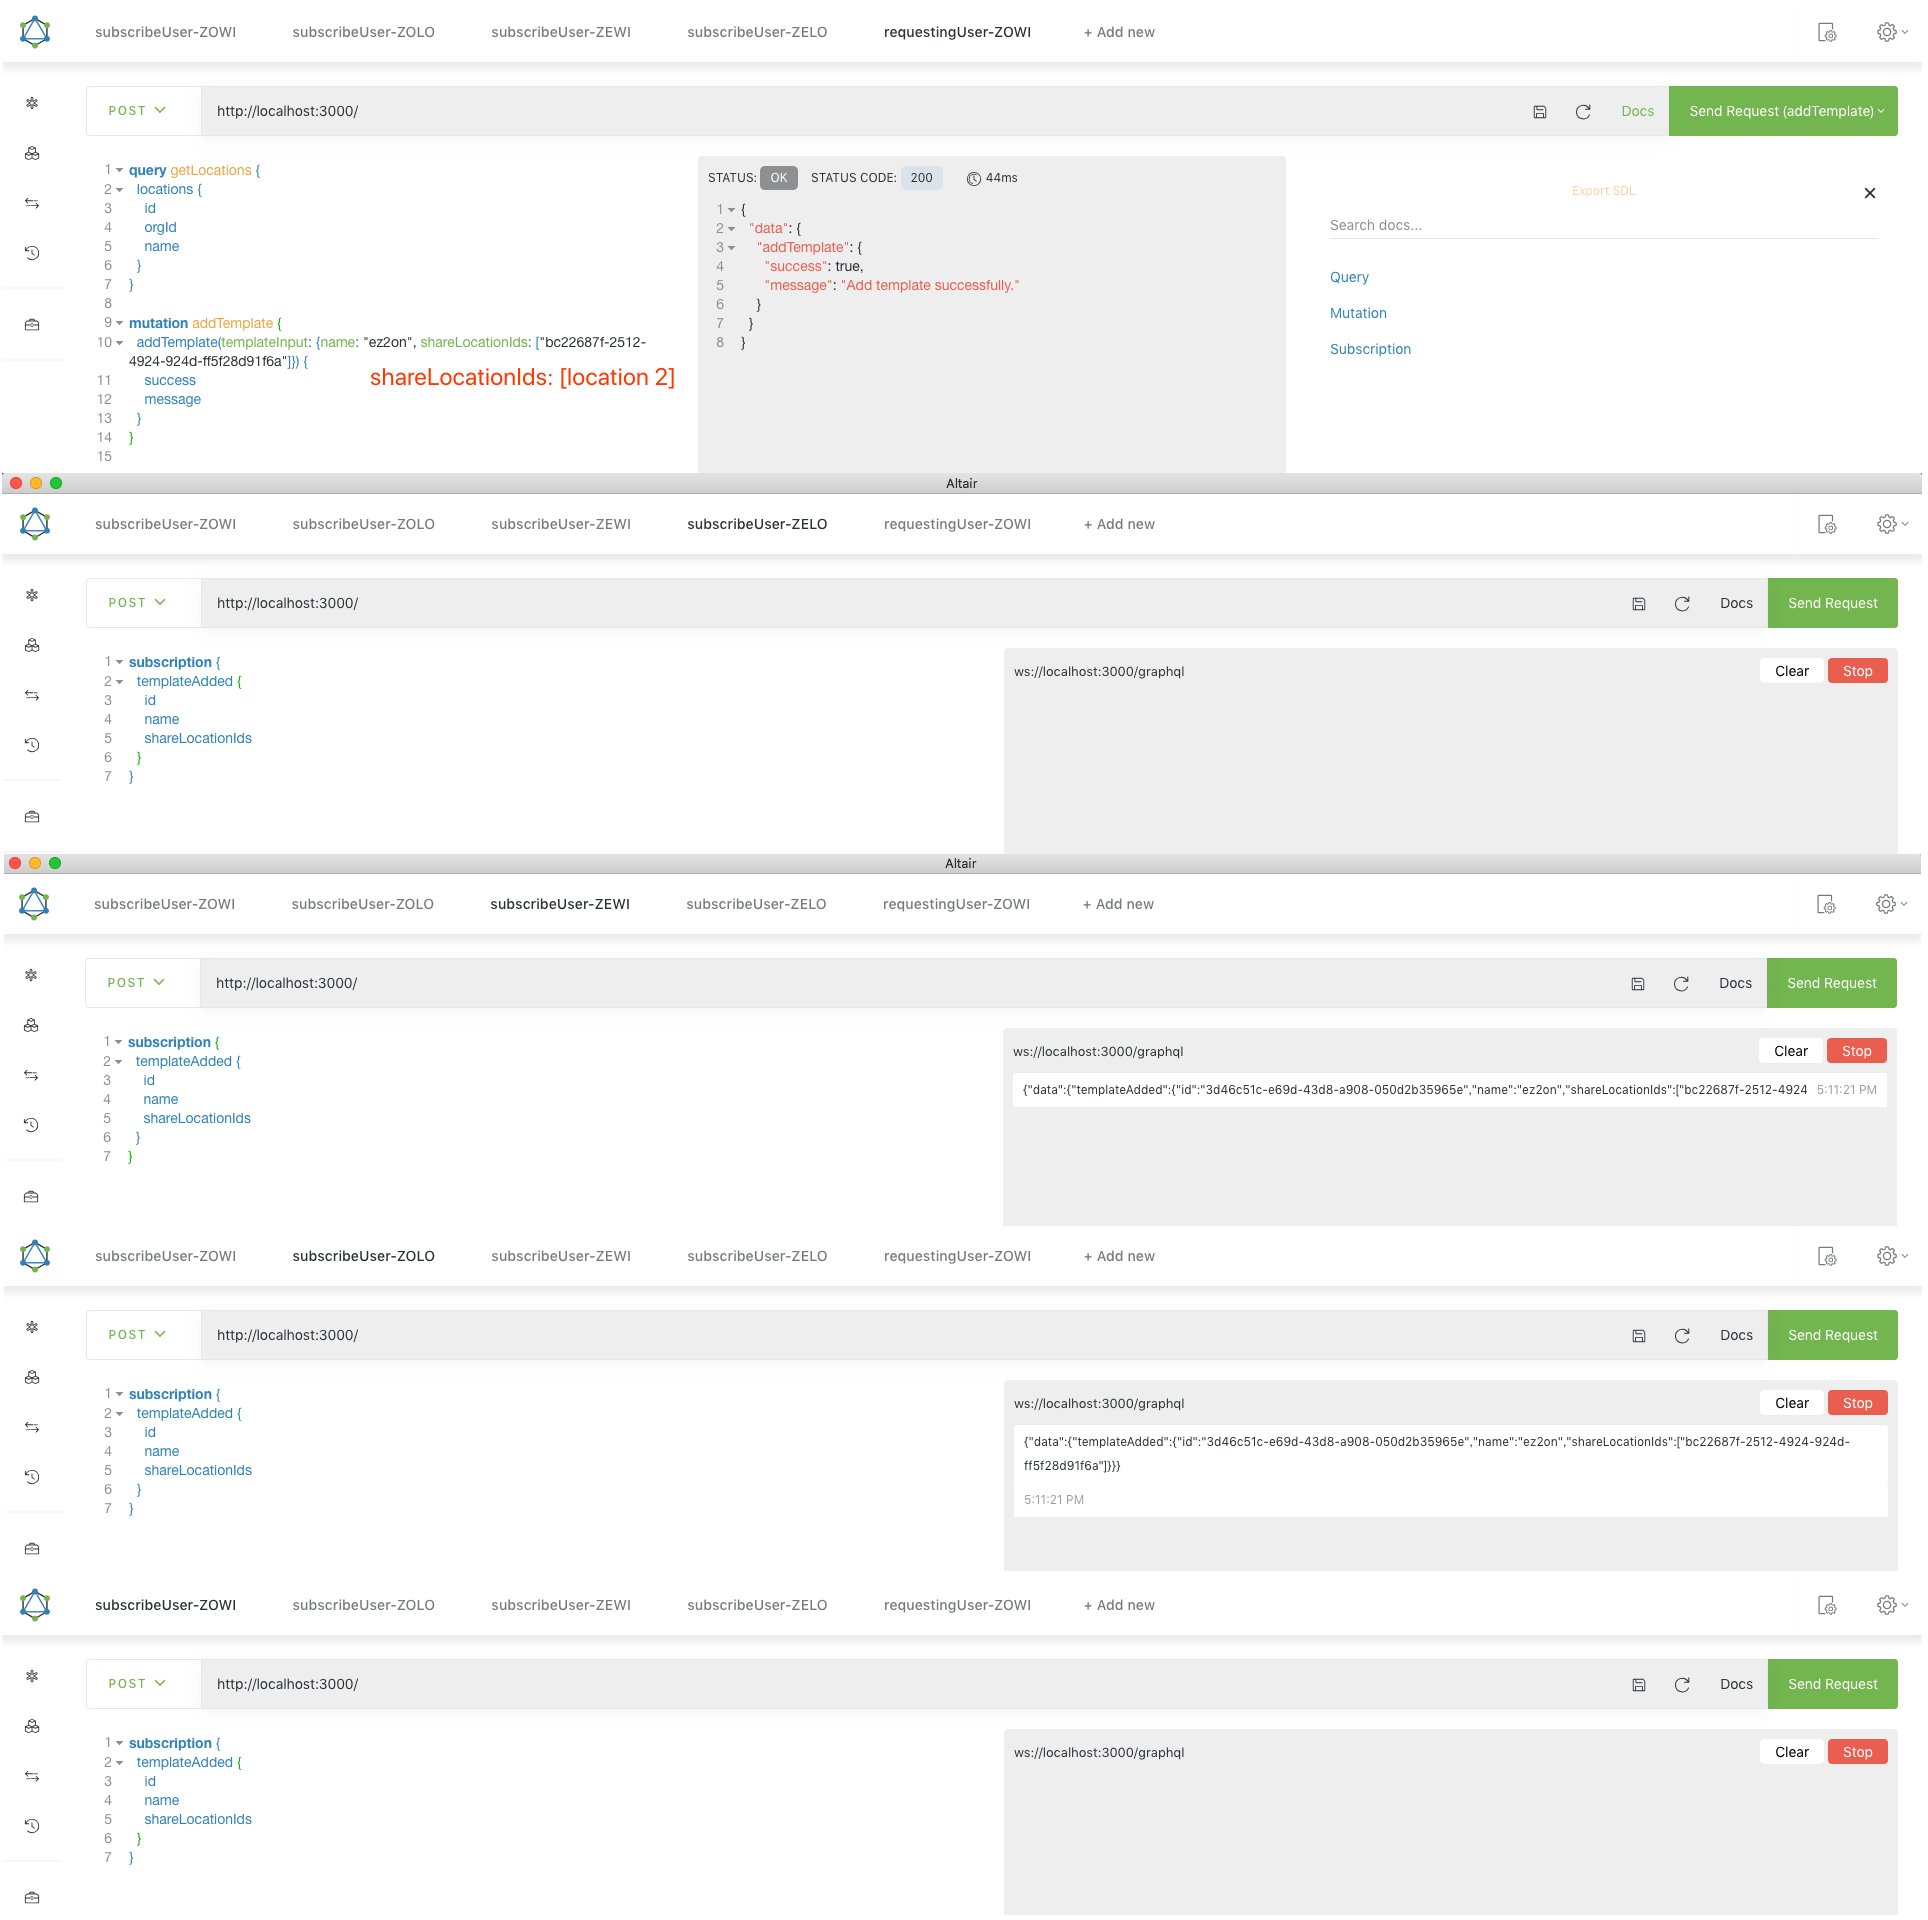 subscribeUser-ZOWI subscribeUser-ZOLO subscribeUser-ZEWI subscribeUser-ZELO requestingUser-ZOWI + Add new
POST http://localhost:3000/ Docs Send Request (addTemplate)
1 query getLocations {
2 locations {
3 id
4 orgId
5 name
6 }
7 }
8
9 mutation addTemplate {
10 addTemplate(templateInput: {name: "ez2on", shareLocationIds: ["bc22687f-2512-
4924-924d-ff5f28d91f6a"]}) {
11 success
12 message
13 }
14 }
15
shareLocationIds: [location 2]
STATUS: OK STATUS CODE: 200 44ms
1 {
2 "data": {
3 "addTemplate": {
4 "success": true,
5 "message": "Add template successfully."
6 }
7 }
8 }
Export SDL
Search docs...
Query
Mutation
Subscription
Altair
subscribeUser-ZOWI subscribeUser-ZOLO subscribeUser-ZEWI subscribeUser-ZELO requestingUser-ZOWI + Add new
POST http://localhost:3000/ Docs Send Request
1 subscription {
2 templateAdded {
3 id
4 name
5 shareLocationIds
6 }
7 }
ws://localhost:3000/graphql Clear Stop
Altair
subscribeUser-ZOWI subscribeUser-ZOLO subscribeUser-ZEWI subscribeUser-ZELO requestingUser-ZOWI + Add new
POST http://localhost:3000/ Docs Send Request
1 subscription {
2 templateAdded {
3 id
4 name
5 shareLocationIds
6 }
7 }
ws://localhost:3000/graphql Clear Stop
{"data":{"templateAdded":{"id":"3d46c51c-e69d-43d8-a908-050d2b35965e","name":"ez2on","shareLocationIds":["bc22687f-2512-4924 5:11:21 PM
subscribeUser-ZOWI subscribeUser-ZOLO subscribeUser-ZEWI subscribeUser-ZELO requestingUser-ZOWI + Add new
POST http://localhost:3000/ Docs Send Request
1 subscription {
2 templateAdded {
3 id
4 name
5 shareLocationIds
6 }
7 }
ws://localhost:3000/graphql Clear Stop
{"data":{"templateAdded":{"id":"3d46c51c-e69d-43d8-a908-050d2b35965e","name":"ez2on","shareLocationIds":["bc22687f-2512-4924-924d-
ff5f28d91f6a"]}}}
5:11:21 PM
subscribeUser-ZOWI subscribeUser-ZOLO subscribeUser-ZEWI subscribeUser-ZELO requestingUser-ZOWI + Add new
POST http://localhost:3000/ Docs Send Request
1 subscription {
2 templateAdded {
3 id
4 name
5 shareLocationIds
6 }
7 }
ws://localhost:3000/graphql Clear Stop